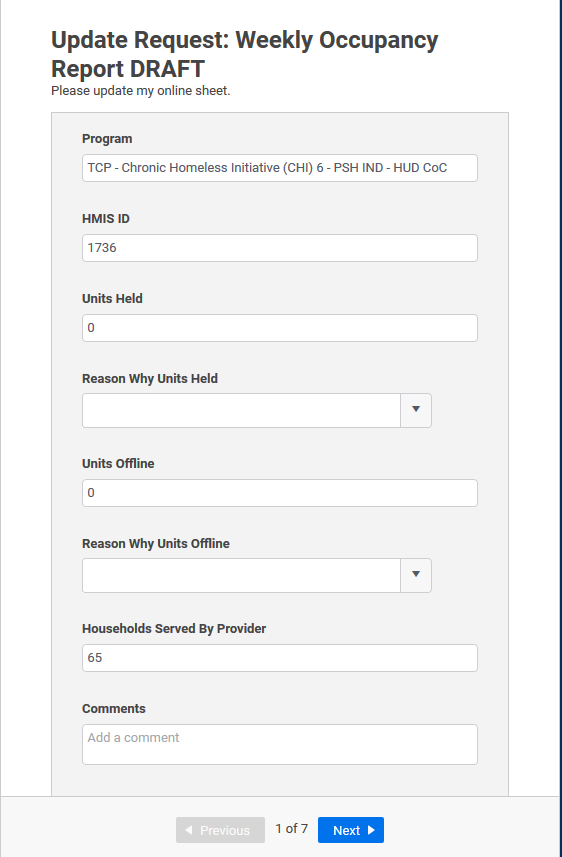 Update Request: Weekly Occupancy
Report DRAFT
Please update my online sheet.
Program
TCP - Chronic Homeless Initiative (CHI) 6 - PSH IND - HUD CoC
HMIS ID
1736
Units Held
0
Reason Why Units Held
Units Offline
0
Reason Why Units Offline
Households Served By Provider
65
Comments
Add a comment
Previous 1 of 7 Next